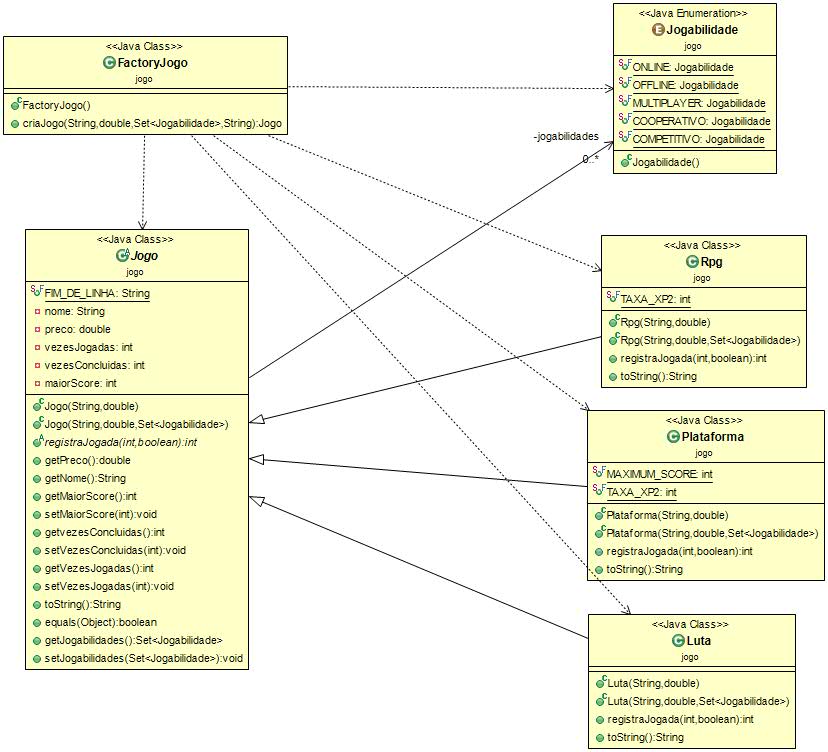 <<Java Class>>
FactoryJogo
jogo
FactoryJogo()
criaJogo(String,double,Set<Jogabilidade>,String):Jogo
<<Java Enumeration>>
Jogabilidade
jogo
ONLINE: Jogabilidade
OFFLINE: Jogabilidade
MULTIPLAYER: Jogabilidade
COOPERATIVO: Jogabilidade
COMPETITIVO: Jogabilidade
Jogabilidade()
-jogabilidades
0..*
<<Java Class>>
Jogo
jogo
FIM_DE_LINHA: String
nome: String
preco: double
vezesJogadas: int
vezesConcluidas: int
maiorScore: int
Jogo(String,double)
Jogo(String,double,Set<Jogabilidade>)
registraJogada(int,boolean):int
getPreco():double
getNome():String
getMaiorScore():int
setMaiorScore(int):void
getvezesConcluidas():int
setVezesConcluidas(int):void
getVezesJogadas():int
setVezesJogadas(int):void
toString():String
equals(Object):boolean
getJogabilidades():Set<Jogabilidade>
setJogabilidades(Set<Jogabilidade>):void
<<Java Class>>
Rpg
jogo
TAXA_XP2: int
Rpg(String,double)
Rpg(String,double,Set<Jogabilidade>)
registraJogada(int,boolean):int
toString():String
<<Java Class>>
Plataforma
jogo
MAXIMUM_SCORE: int
TAXA_XP2: int
Plataforma(String,double)
Plataforma(String,double,Set<Jogabilidade>)
registraJogada(int,boolean):int
toString():String
<<Java Class>>
Luta
jogo
Luta(String,double)
Luta(String,double,Set<Jogabilidade>)
registraJogada(int,boolean):int
toString():String